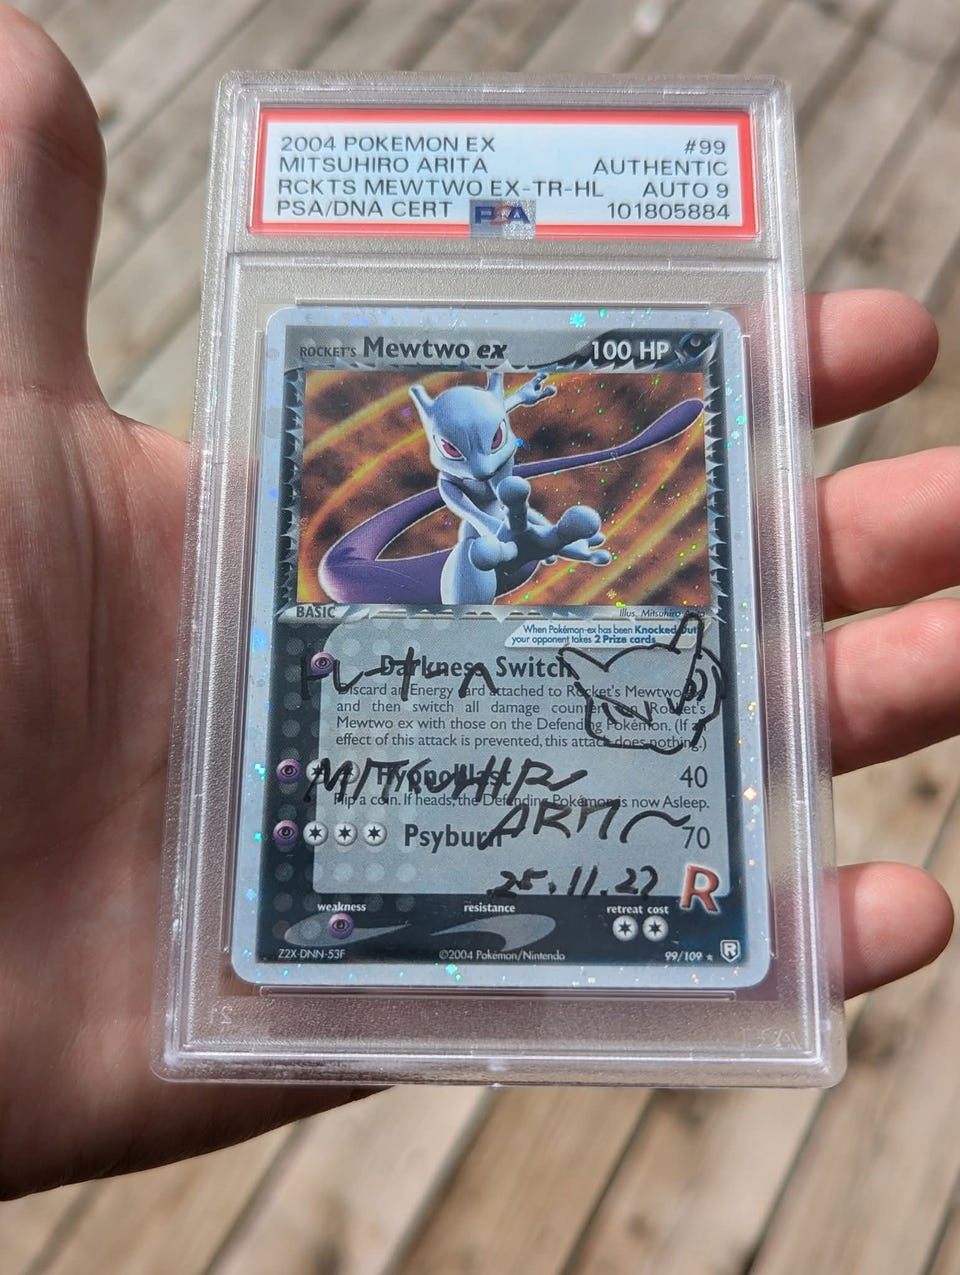 2004 POKEMON EX #99
MITSUHIRO ARITA AUTHENTIC
RCKTS MEWTWO EX-TR-HL AUTO 9
PSA/DNA CERT PSA 101805884
ROCKET'S Mewtwo ex 100 HP
BASIC
Illus. Mitsuhiro Arita
When Pokémon-ex has been Knocked Out,
your opponent takes 2 Prize cards.
Darkness Switch
Discard an Energy card attached to Rocket's Mewtwo ex
and then switch all damage counters on Rocket's
Mewtwo ex with those on the Defending Pokémon. (If an
effect of this attack is prevented, this attack does nothing.)
Hypnoblast 40
MITSUHIR
Flip a coin. If heads, the Defending Pokémon is now Asleep.
Psyburn 70
25.11.27
R
weakness resistance retreat cost
Z2X-DNN-53F ©2004 Pokémon/Nintendo 99/109 ★ R